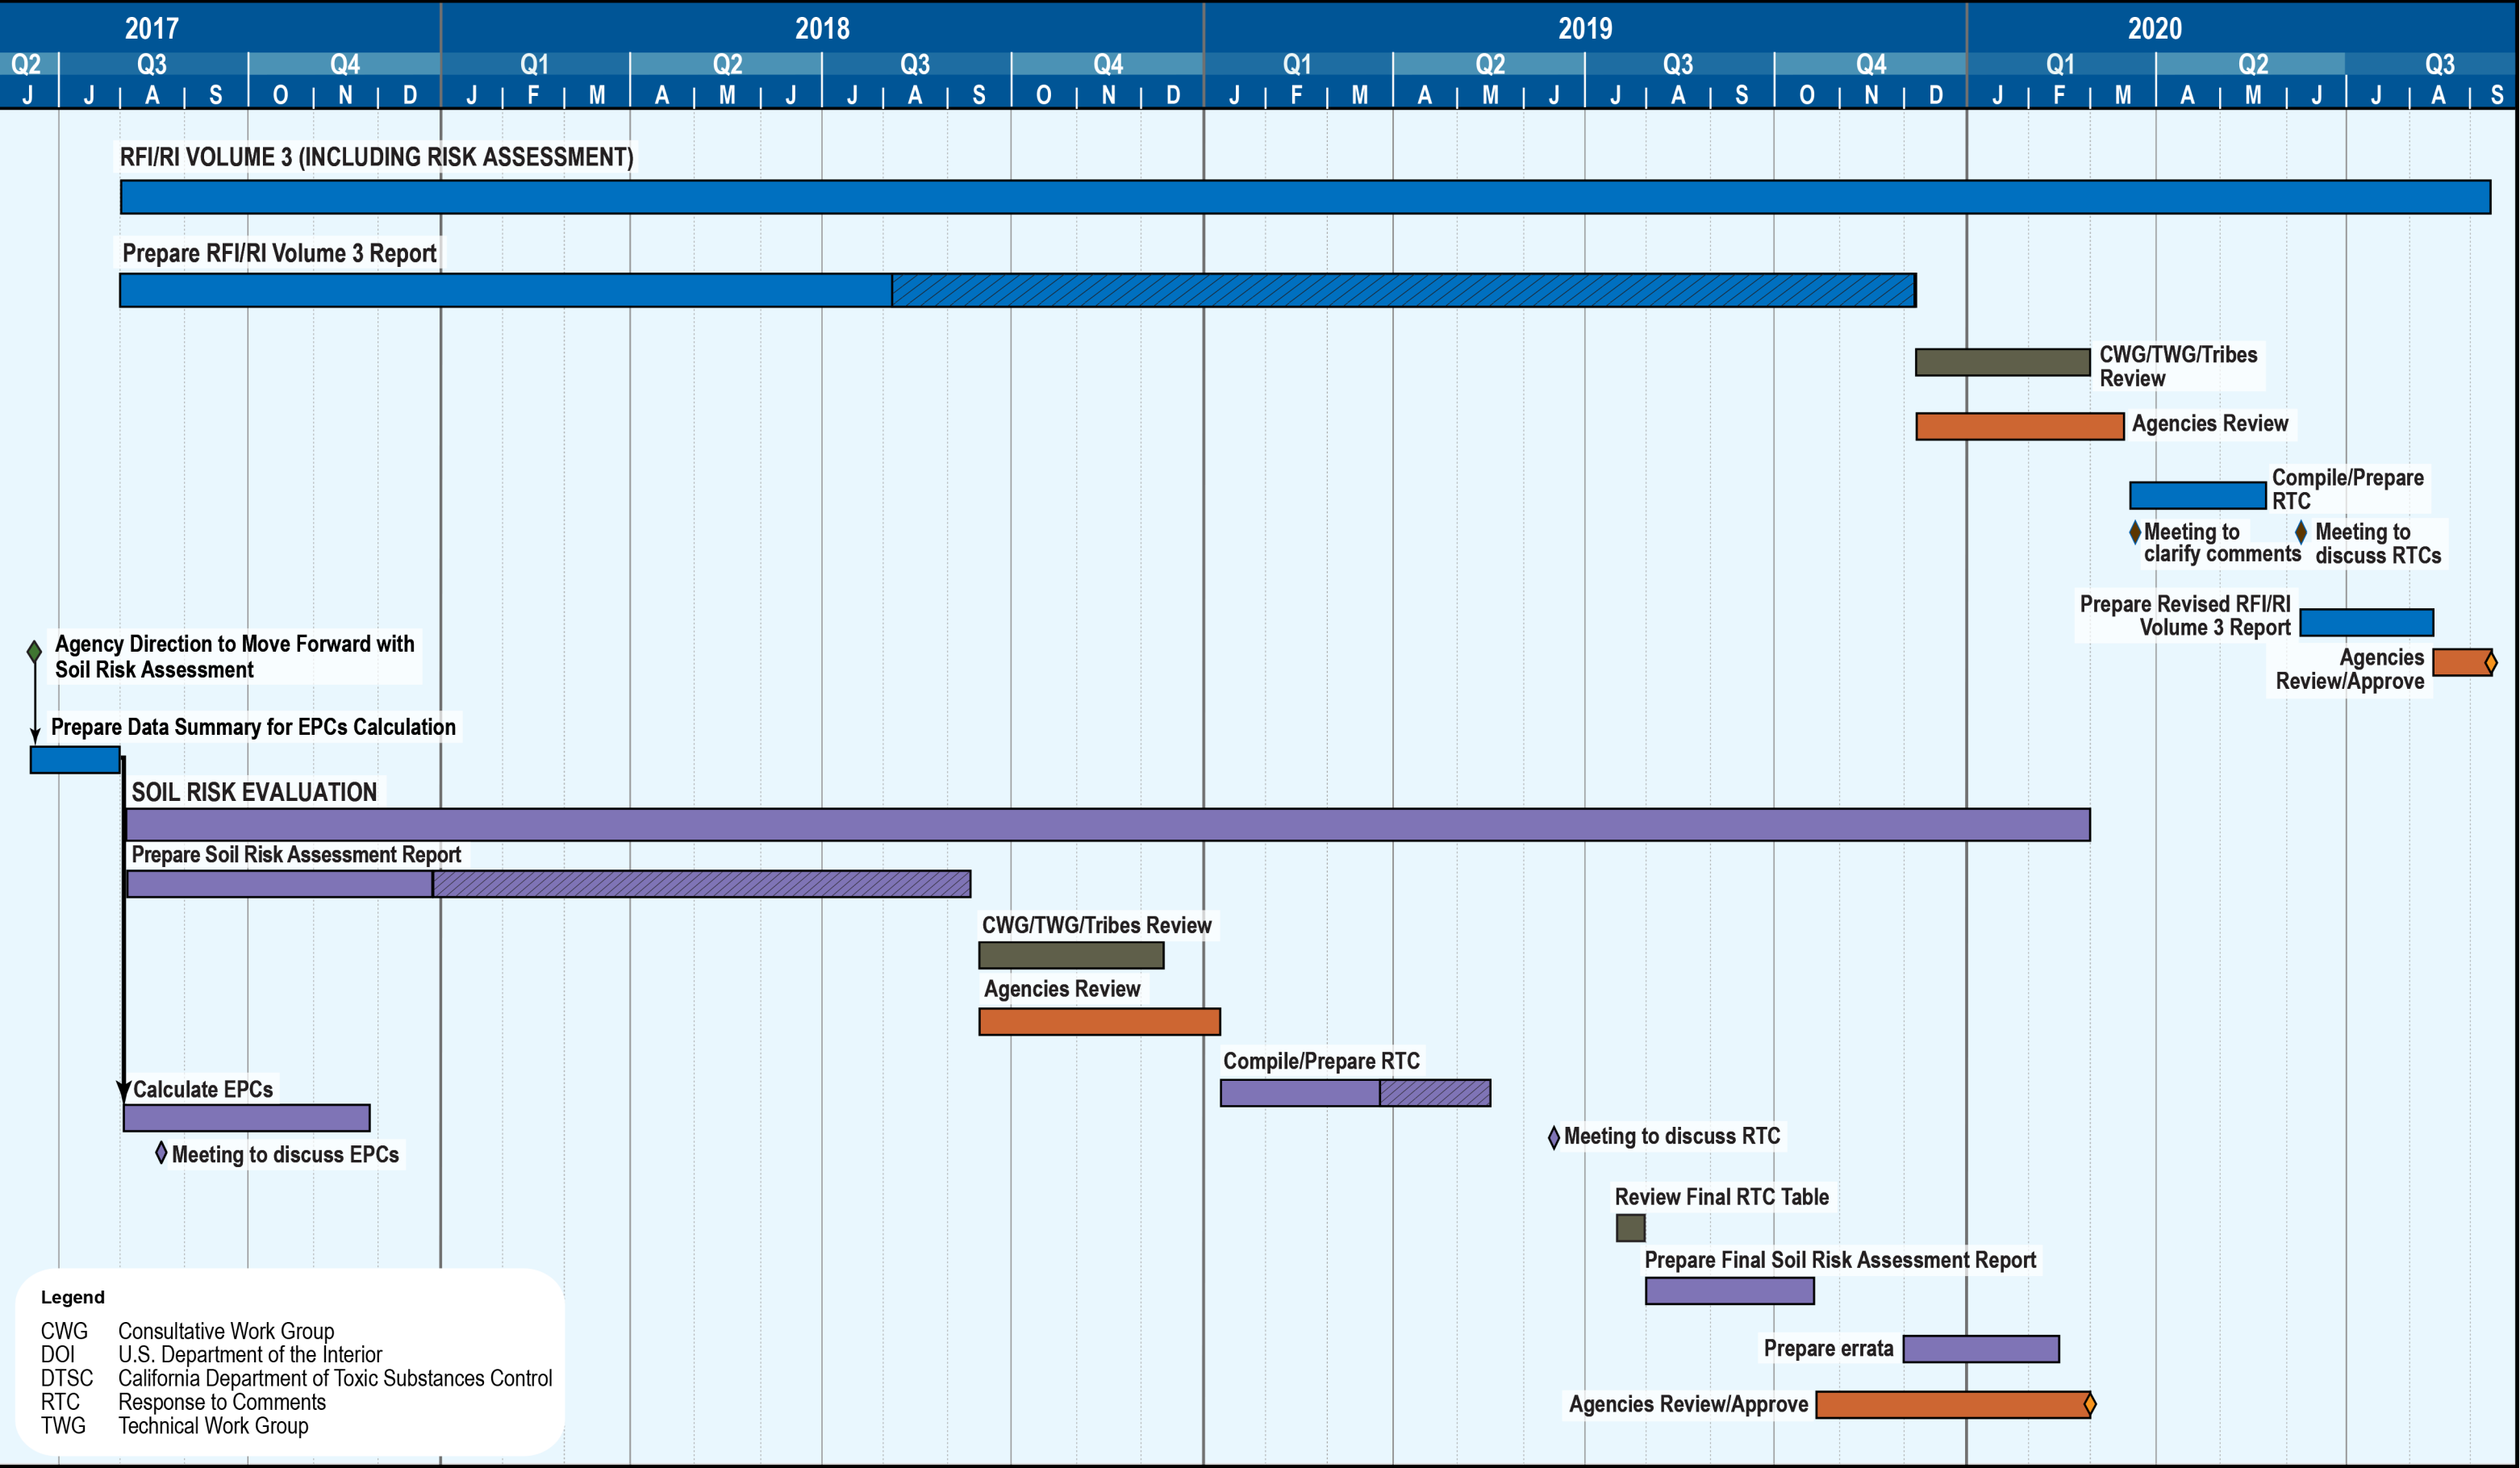 2017 2018 2019 2020
Q2 Q3 Q4 Q1 Q2 Q3 Q4 Q1 Q2 Q3 Q4 Q1 Q2 Q3
J J A S O N D J F M A M J J A S O N D J F M A M J J A S O N D J F M A M J J A S
RFI/RI VOLUME 3 (INCLUDING RISK ASSESSMENT)
Prepare RFI/RI Volume 3 Report
CWG/TWG/Tribes
Review
Agencies Review
Compile/Prepare
RTC
Meeting to
clarify comments
Meeting to
discuss RTCs
Prepare Revised RFI/RI
Volume 3 Report
Agency Direction to Move Forward with
Soil Risk Assessment
Agencies
Review/Approve
Prepare Data Summary for EPCs Calculation
SOIL RISK EVALUATION
Prepare Soil Risk Assessment Report
CWG/TWG/Tribes Review
Agencies Review
Compile/Prepare RTC
Calculate EPCs
Meeting to discuss RTC
Meeting to discuss EPCs
Review Final RTC Table
Prepare Final Soil Risk Assessment Report
Prepare errata
Agencies Review/Approve
Legend
CWG Consultative Work Group
DOI U.S. Department of the Interior
DTSC California Department of Toxic Substances Control
RTC Response to Comments
TWG Technical Work Group